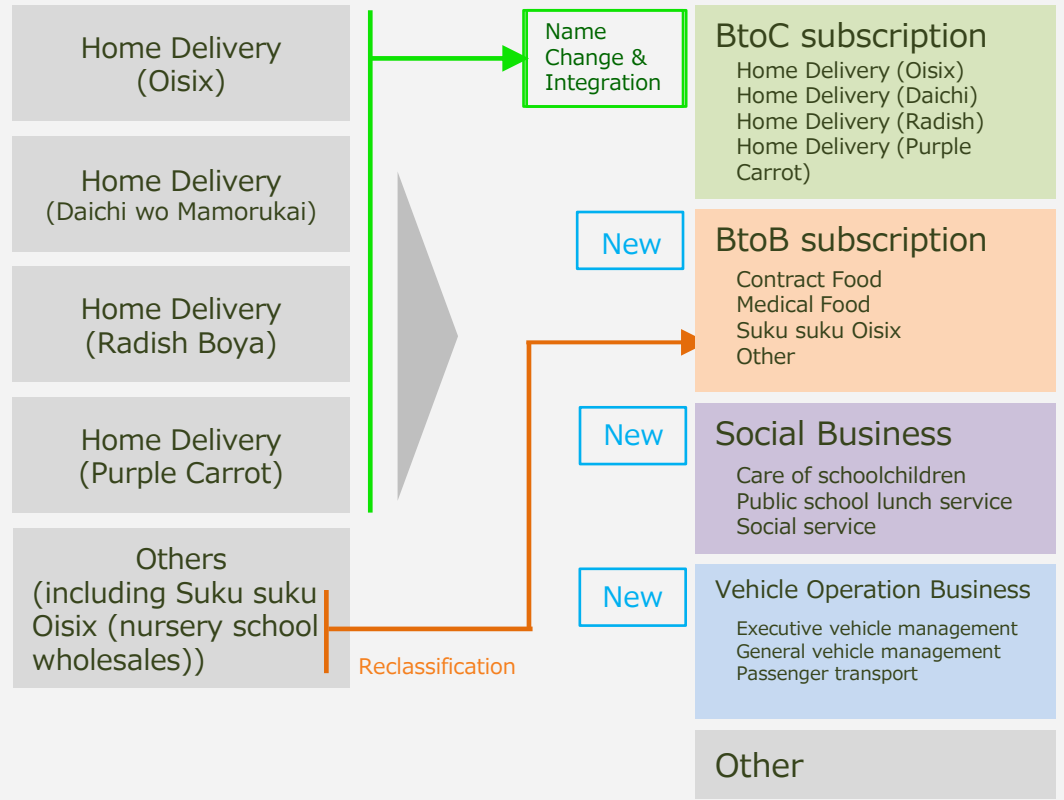 Home Delivery
(Oisix)
Home Delivery
(Daichi wo Mamorukai)
Home Delivery
(Radish Boya)
Home Delivery
(Purple Carrot)
Others
(including Suku suku
Oisix (nursery school
wholesales))
Reclassification
Name
Change &
Integration
BtoC subscription
Home Delivery (Oisix)
Home Delivery (Daichi)
Home Delivery (Radish)
Home Delivery (Purple
Carrot)
New
BtoB subscription
Contract Food
Medical Food
Suku suku Oisix
Other
New
Social Business
Care of schoolchildren
Public school lunch service
Social service
New
Vehicle Operation Business
Executive vehicle management
General vehicle management
Passenger transport
Other